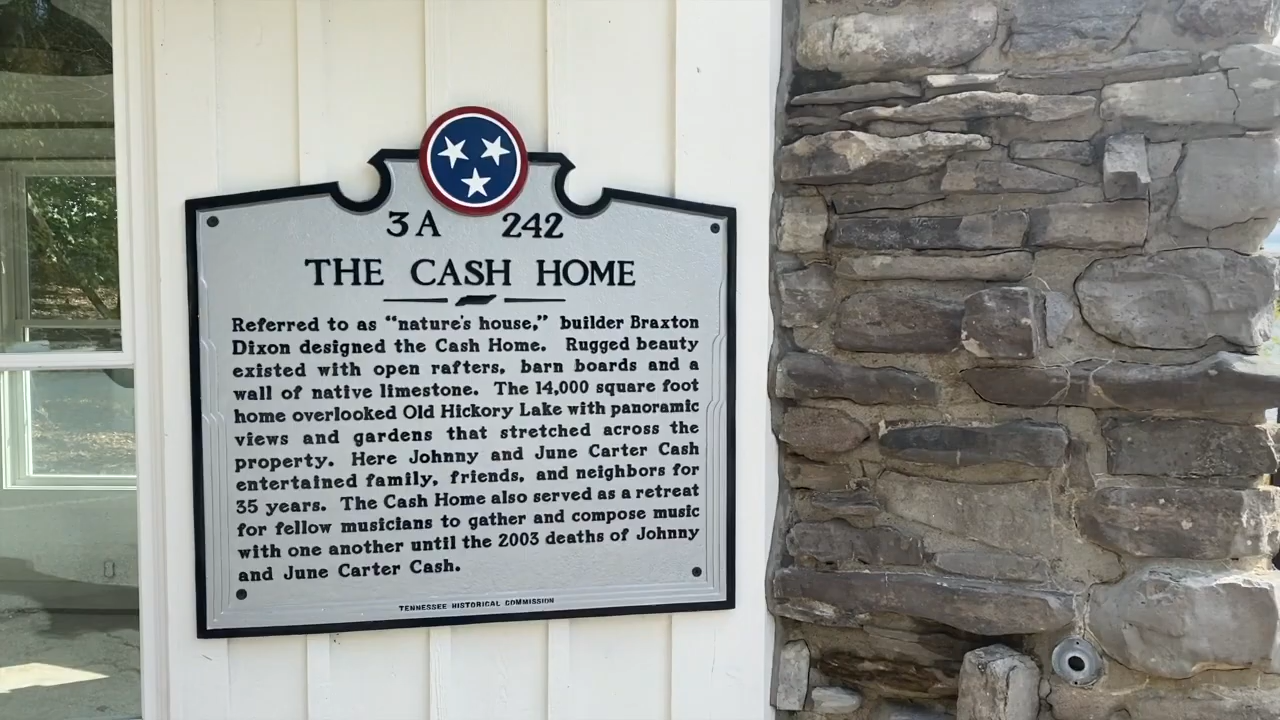 3A 242
THE CASH HOME
Referred to as "nature's house," builder Braxton
Dixon designed the Cash Home. Rugged beauty
existed with open rafters, barn boards and a
wall of native limestone. The 14,000 square foot
home overlooked Old Hickory Lake with panoramic
views and gardens that stretched across the
property. Here Johnny and June Carter Cash
entertained family, friends, and neighbors for
35 years. The Cash Home also served as a retreat
for fellow musicians to gather and compose music
with one another until the 2003 deaths of Johnny
and June Carter Cash.
TENNESSEE HISTORICAL COMMISSION